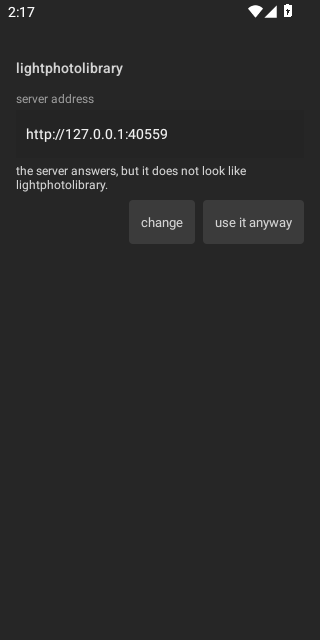 2:17
lightphotolibrary
server address
http://127.0.0.1:40559
the server answers, but it does not look like
lightphotolibrary.
change
use it anyway